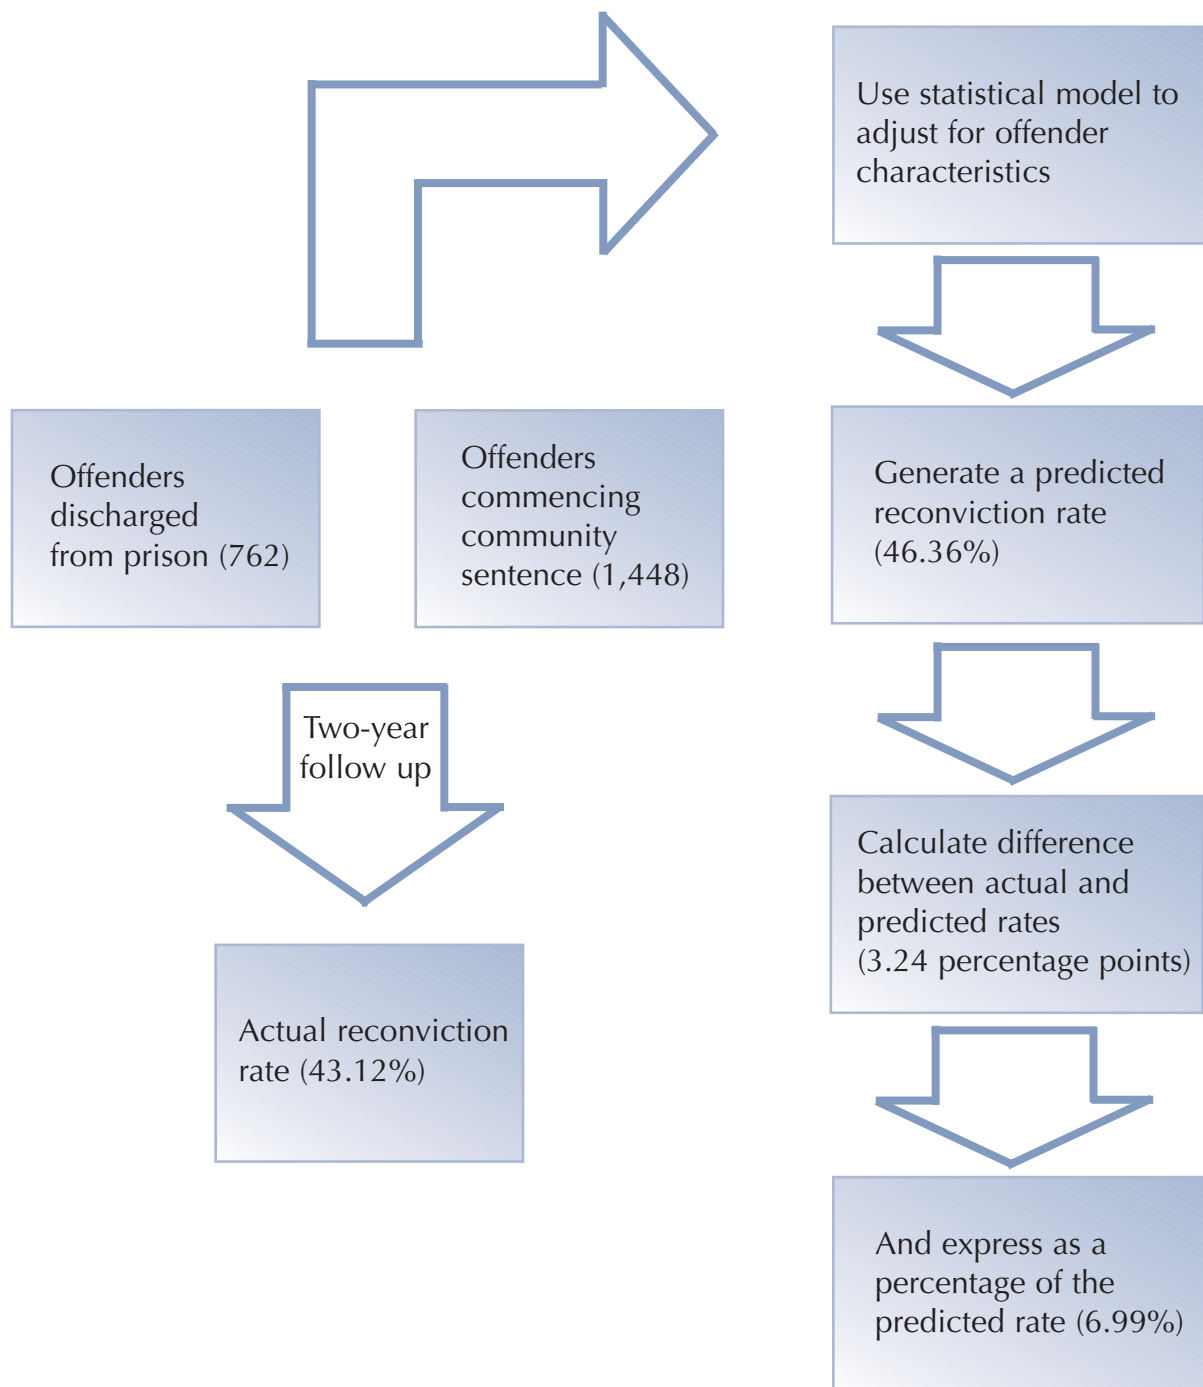 Use statistical model to
adjust for offender
characteristics
Offenders
discharged
from prison (762)
Offenders
commencing
community
sentence (1,448)
Generate a predicted
reconviction rate
(46.36%)
Two-year
follow up
Calculate difference
between actual and
predicted rates
(3.24 percentage points)
Actual reconviction
rate (43.12%)
And express as a
percentage of the
predicted rate (6.99%)